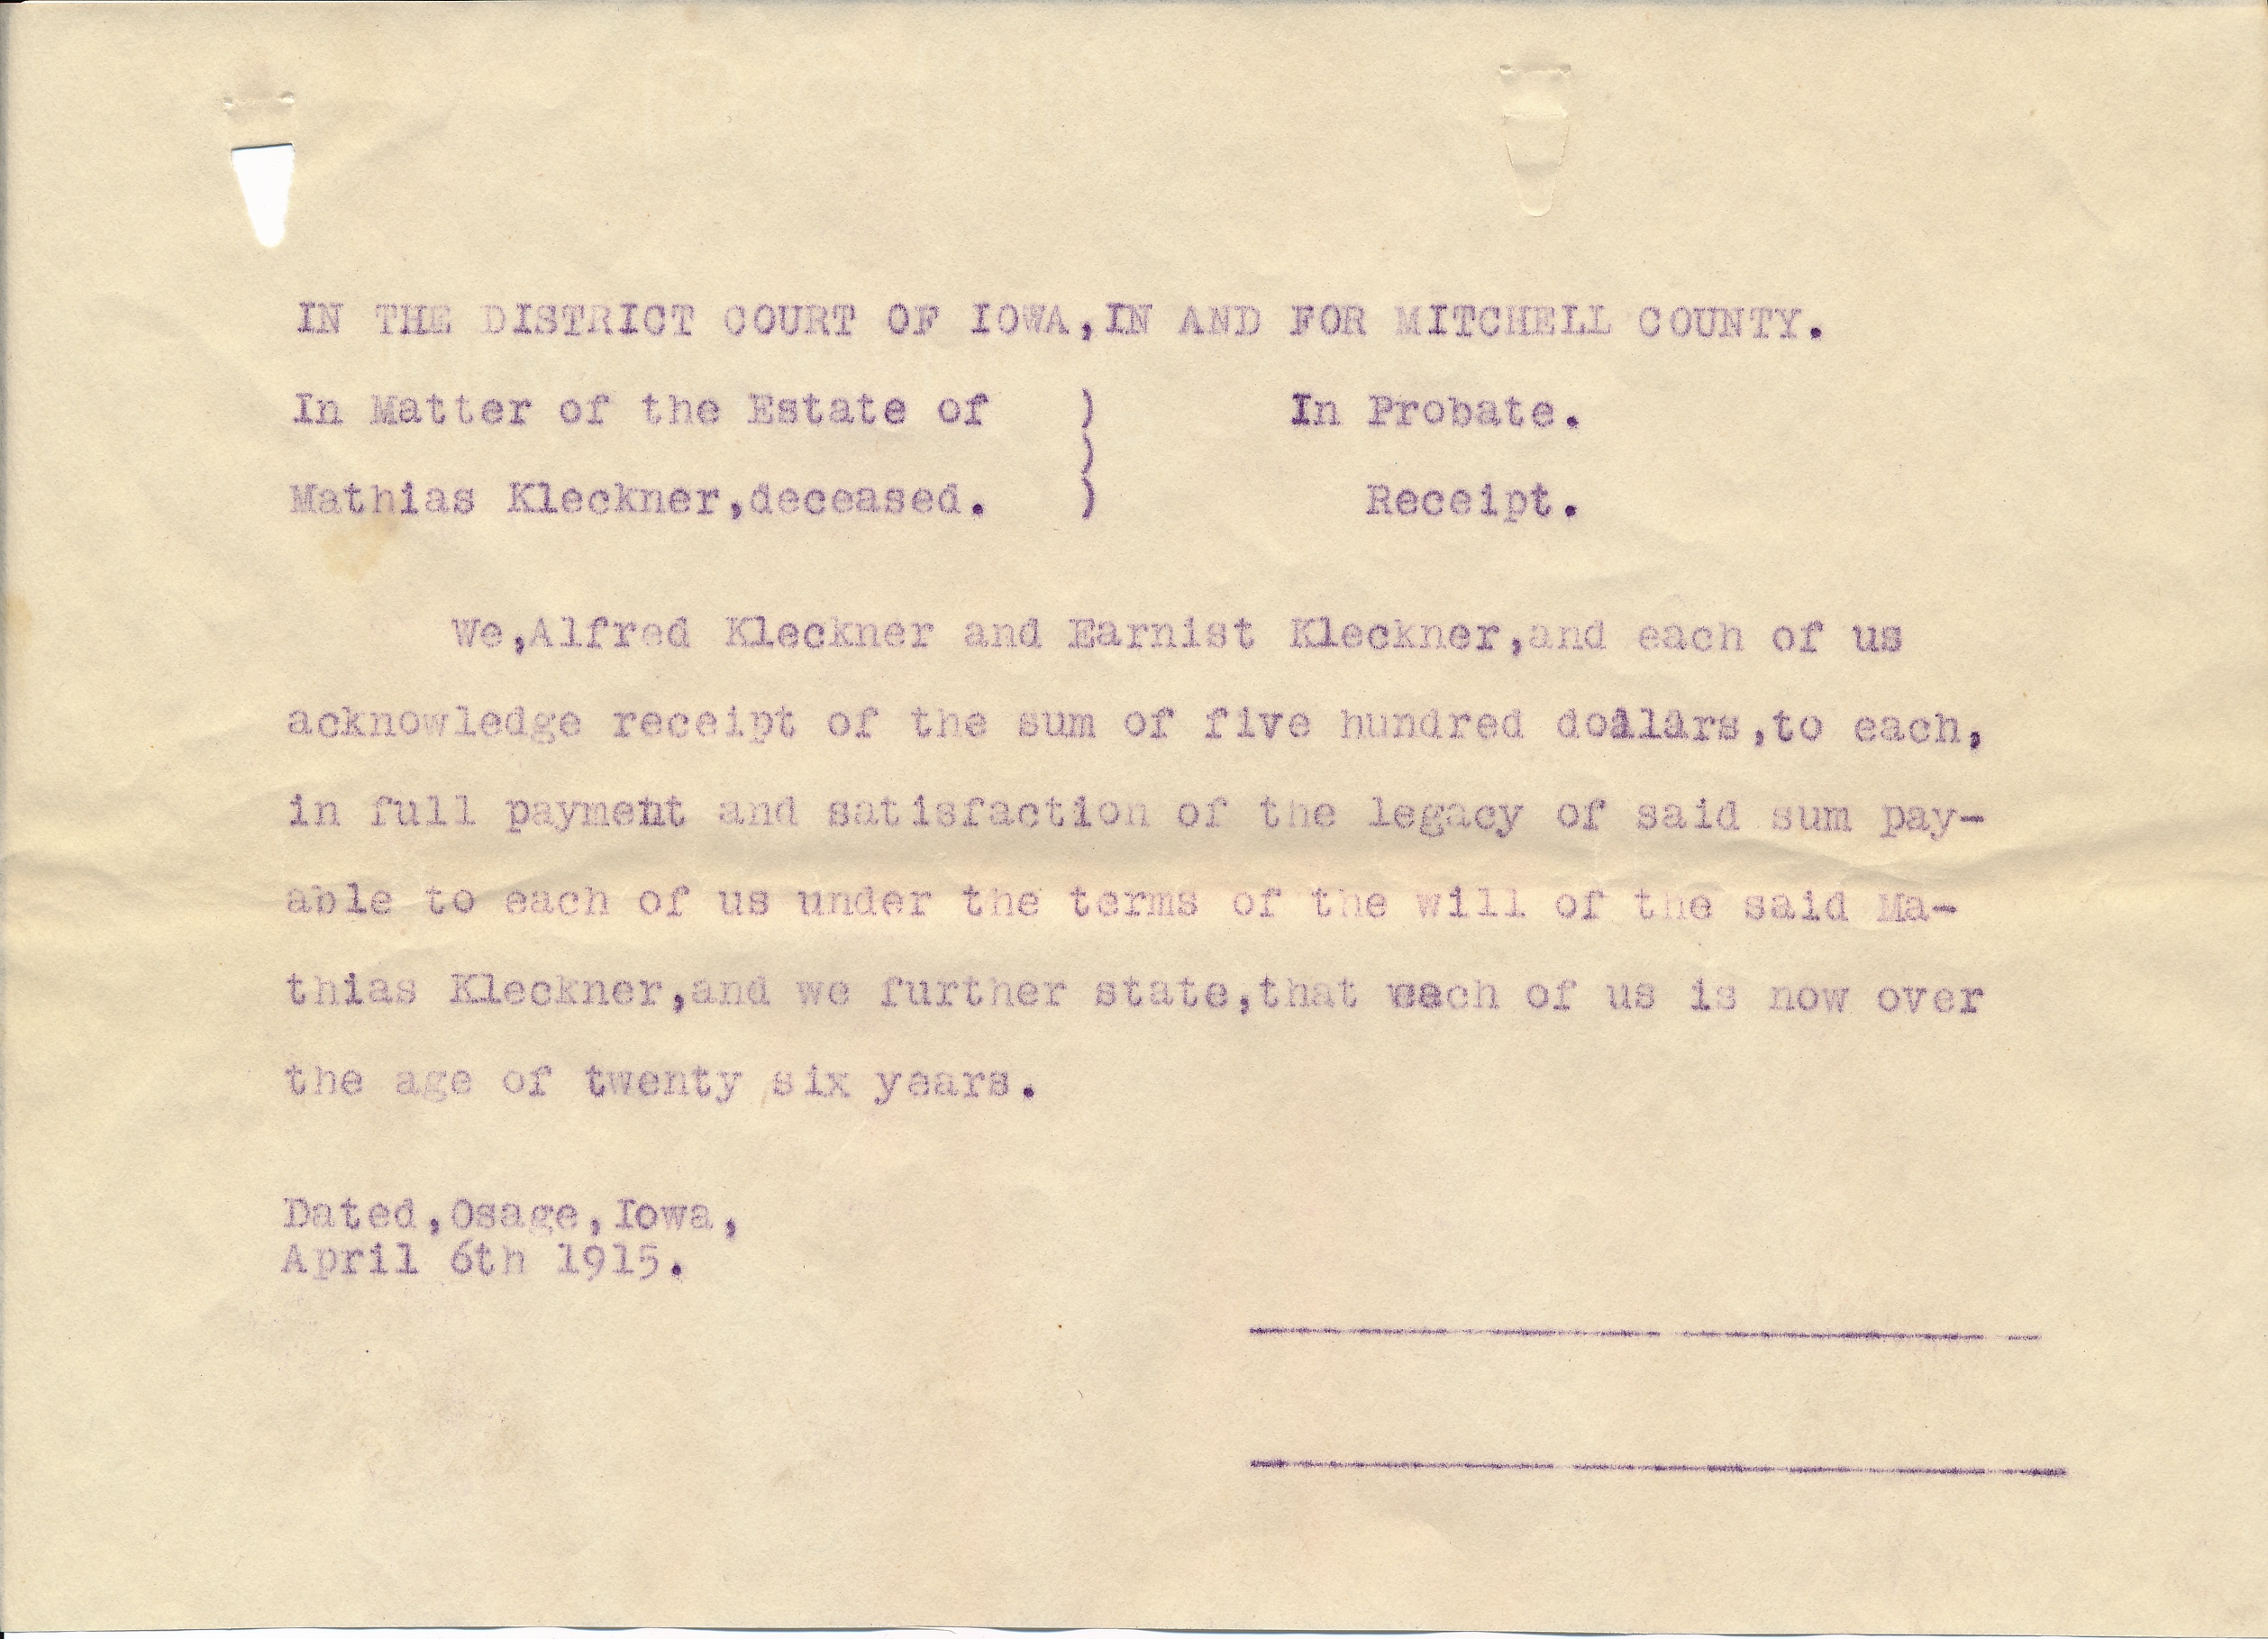 IN THE DISTRICT COURT OF IOWA,IN AND FOR MITCHELL COUNTY.
In Matter of the Estate of ) In Probate.
)
Mathias Kleckner,deceased. ) Receipt.
We,Alfred Kleckner and Earnist Kleckner,and each of us
acknowledge receipt of the sum of five hundred dollars,to each,
in full payment and satisfaction of the legacy of said sum pay-
able to each of us under the terms of the will of the said Ma-
thias Kleckner,and we further state,that each of us is now over
the age of twenty six years.
Dated,Osage,Iowa,
April 6th 1915.